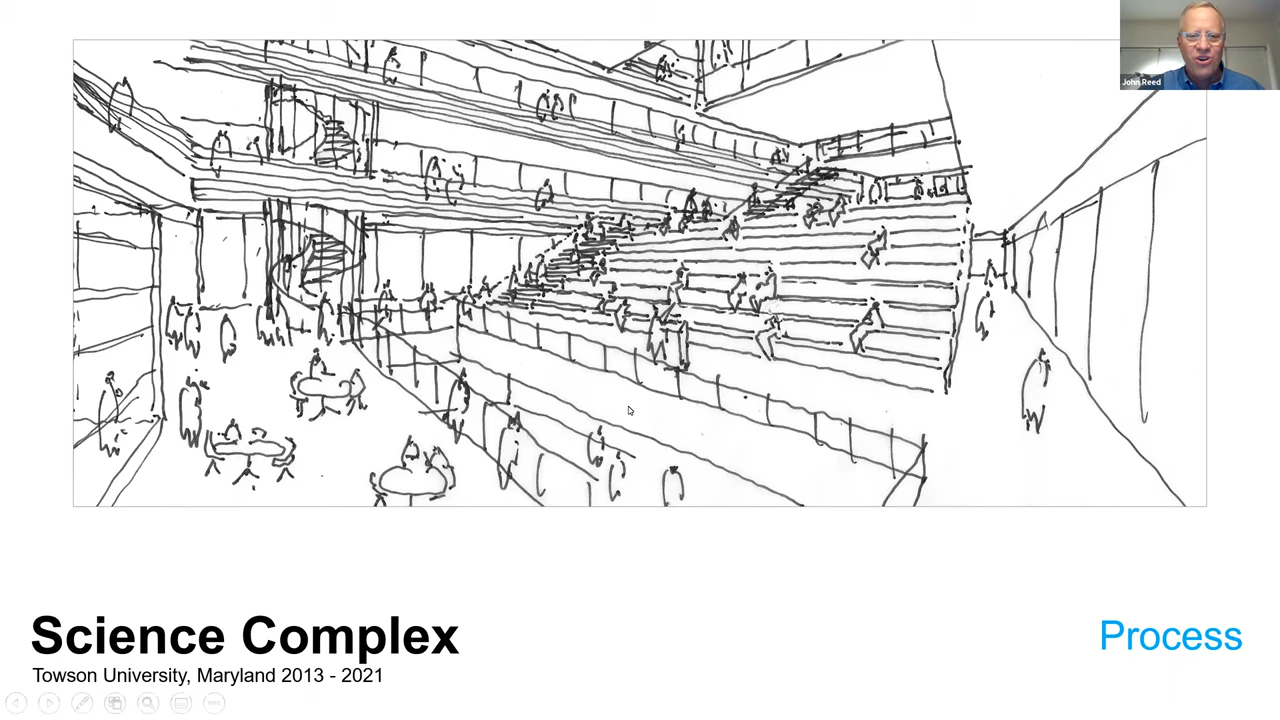 John Reed
Science Complex
Process
Towson University, Maryland 2013 - 2021